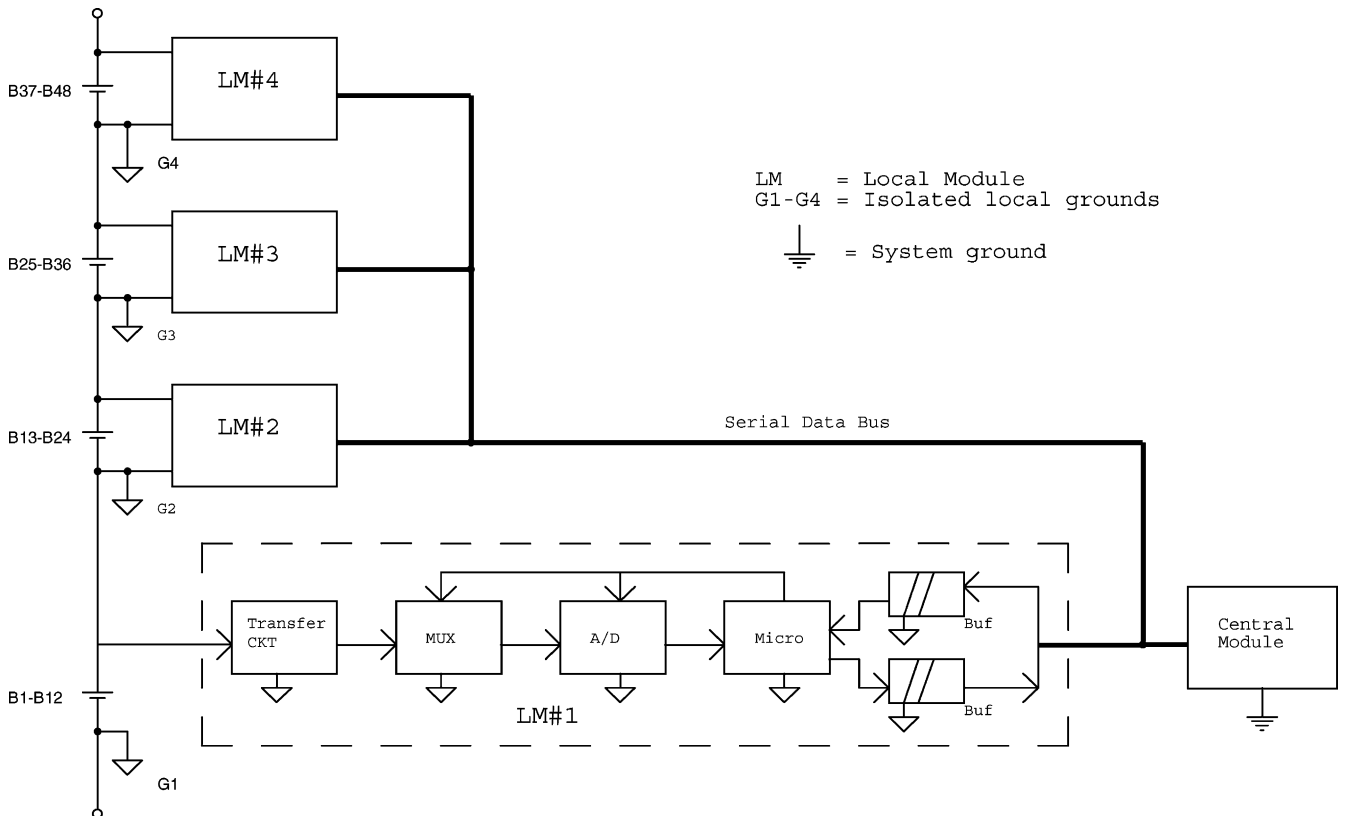 B37-B48
LM#4
G4
LM = Local Module
G1-G4 = Isolated local grounds
= System ground
B25-B36
LM#3
G3
B13-B24
LM#2
G2
Serial Data Bus
Transfer
CKT
MUX
A/D
Micro
Buf
Buf
Central
Module
B1-B12
LM#1
G1